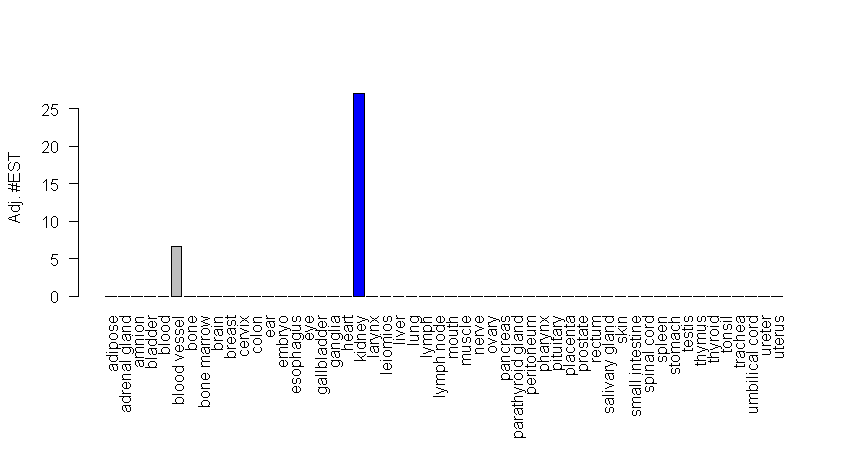 Adj. #EST
25
20
15
10
5
0
adipose
adrenal gland
amnion
bladder
blood
blood vessel
bone
bone marrow
brain
breast
cervix
colon
ear
embryo
esophagus
eye
gallbladder
ganglia
heart
kidney
larynx
leiomios
liver
lung
lymph
lymph node
mouth
muscle
nerve
ovary
pancreas
parathyroid gland
peritoneum
pharynx
pituitary
placenta
prostate
rectum
salivary gland
skin
small intestine
spinal cord
spleen
stomach
testis
thymus
thyroid
tonsil
trachea
umbilical cord
ureter
uterus